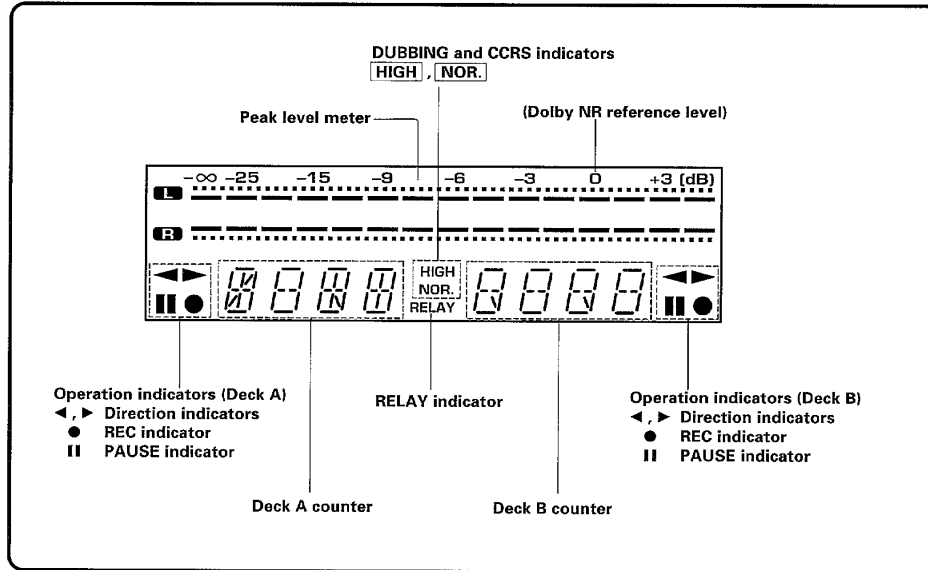 DUBBING and CCRS indicators
HIGH , NOR.
Peak level meter
(Dolby NR reference level)
-∞ -25 -15 -9 -6 -3 0 +3 (dB)
L
R
HIGH
NOR.
RELAY
Operation indicators (Deck A)
◄ , ► Direction indicators
● REC indicator
II PAUSE indicator
RELAY indicator
Operation indicators (Deck B)
◄ , ► Direction indicators
● REC indicator
II PAUSE indicator
Deck A counter
Deck B counter